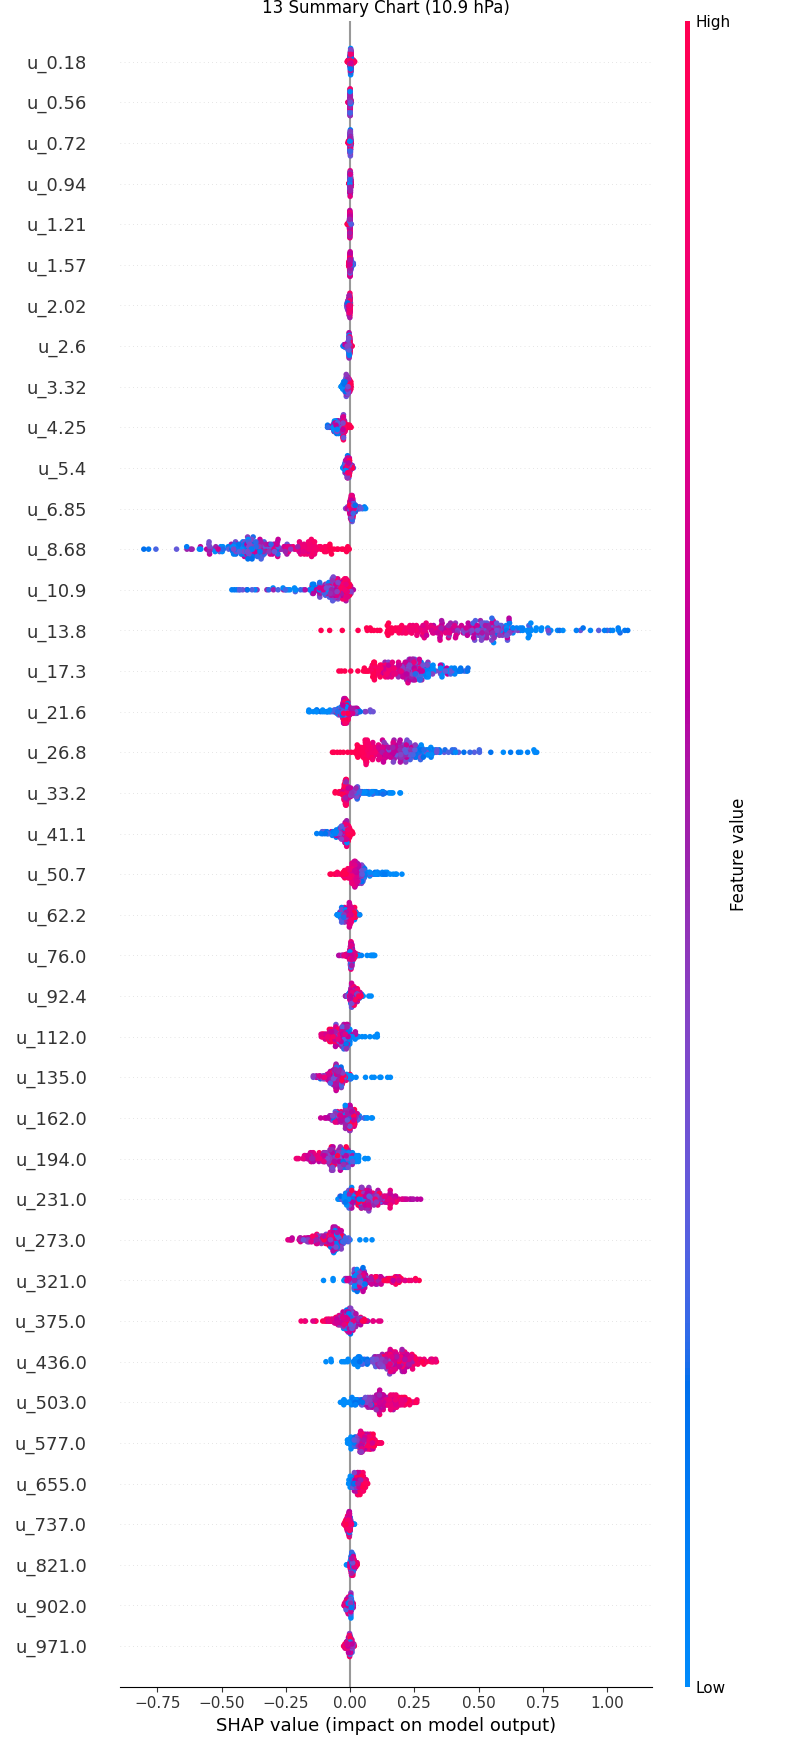 13 Summary Chart (10.9 hPa)
High
u_0.18
u_0.56
u_0.72
u_0.94
u_1.21
u_1.57
u_2.02
u_2.6
u_3.32
u_4.25
u_5.4
u_6.85
u_8.68
u_10.9
u_13.8
u_17.3
u_21.6
u_26.8
u_33.2
u_41.1
u_50.7
u_62.2
u_76.0
u_92.4
u_112.0
u_135.0
u_162.0
u_194.0
u_231.0
u_273.0
u_321.0
u_375.0
u_436.0
u_503.0
u_577.0
u_655.0
u_737.0
u_821.0
u_902.0
u_971.0
Feature value
Low
−0.75 −0.50 −0.25 0.00 0.25 0.50 0.75 1.00
SHAP value (impact on model output)